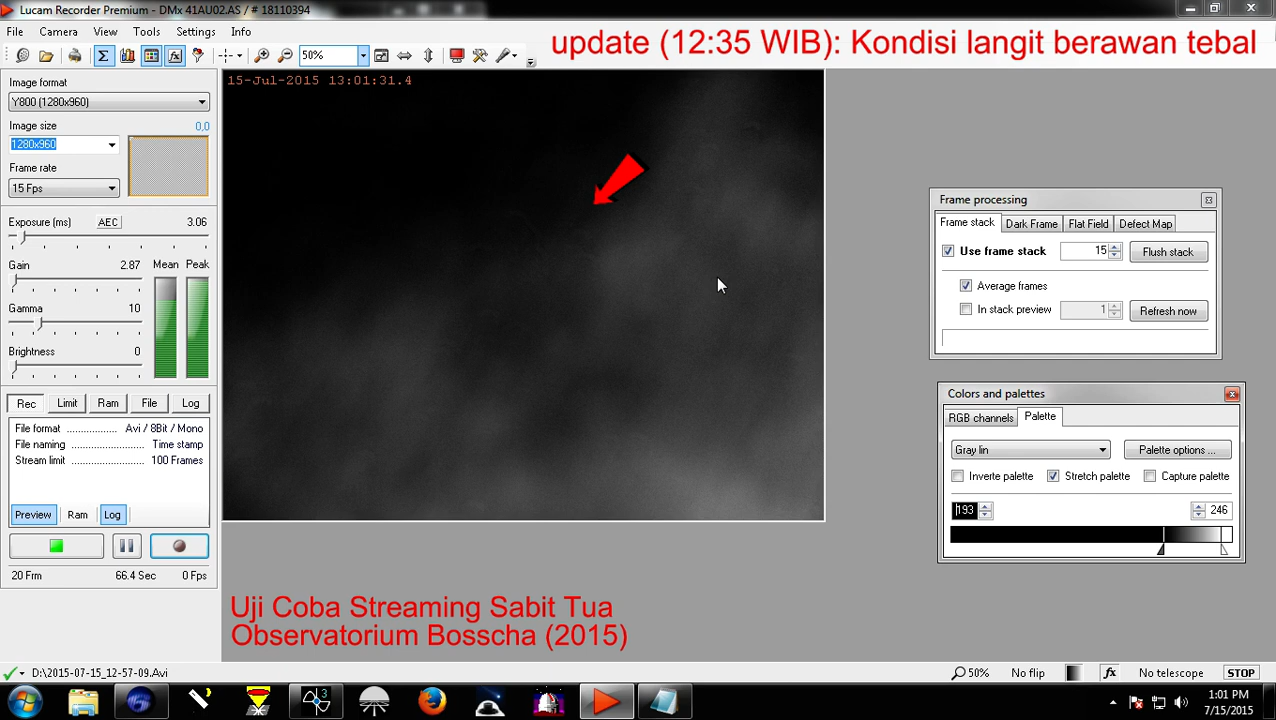 Lucam Recorder Premium - DMx 41AU02.AS / # 18110394
File Camera View Tools Settings Info
50%
update (12:35 WIB): Kondisi langit berawan tebal
Image format
Y800 (1280x960)
Image size 0,0
1280x960
Frame rate
15 Fps
Exposure (ms) AEC 3.06
Gain 2.87 Mean Peak
Gamma 10
Brightness 0
Rec Limit Ram File Log
File format Avi / 8Bit / Mono
File naming Time stamp
Stream limit 100 Frames
Preview Ram Log
20 Frm 66.4 Sec 0 Fps
15-Jul-2015 13:01:31.4
Frame processing
Frame stack Dark Frame Flat Field Defect Map
Use frame stack 15 Flush stack
Average frames
In stack preview 1 Refresh now
Colors and palettes
RGB channels Palette
Gray lin Palette options ...
Inverte palette Stretch palette Capture palette
193 246
Uji Coba Streaming Sabit Tua
Observatorium Bosscha (2015)
D:\2015-07-15_12-57-09.Avi 50% No flip fx No telescope STOP
3
1:01 PM
7/15/2015